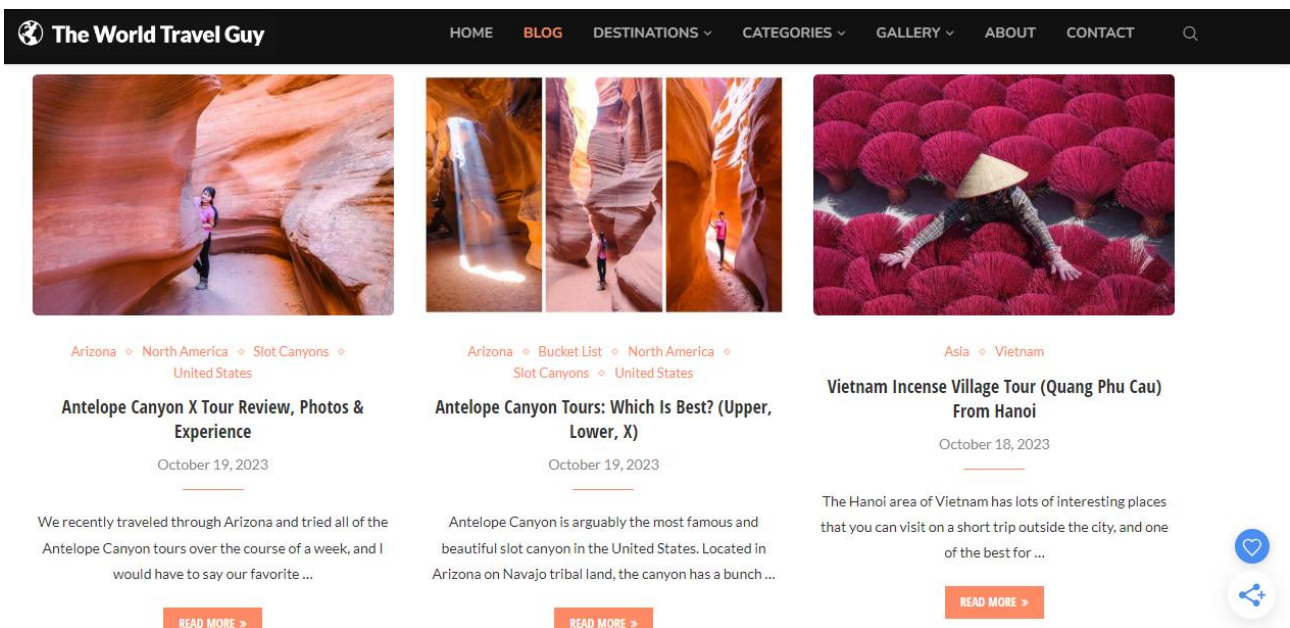 The World Travel Guy
HOME BLOG DESTINATIONS CATEGORIES GALLERY ABOUT CONTACT
Arizona ⋄ North America ⋄ Slot Canyons ⋄
United States
Antelope Canyon X Tour Review, Photos &
Experience
October 19, 2023
We recently traveled through Arizona and tried all of the
Antelope Canyon tours over the course of a week, and I
would have to say our favorite ...
READ MORE »
Arizona ⋄ Bucket List ⋄ North America ⋄
Slot Canyons ⋄ United States
Antelope Canyon Tours: Which Is Best? (Upper,
Lower, X)
October 19, 2023
Antelope Canyon is arguably the most famous and
beautiful slot canyon in the United States. Located in
Arizona on Navajo tribal land, the canyon has a bunch ...
READ MORE »
Asia ⋄ Vietnam
Vietnam Incense Village Tour (Quang Phu Cau)
From Hanoi
October 18, 2023
The Hanoi area of Vietnam has lots of interesting places
that you can visit on a short trip outside the city, and one
of the best for ...
READ MORE »